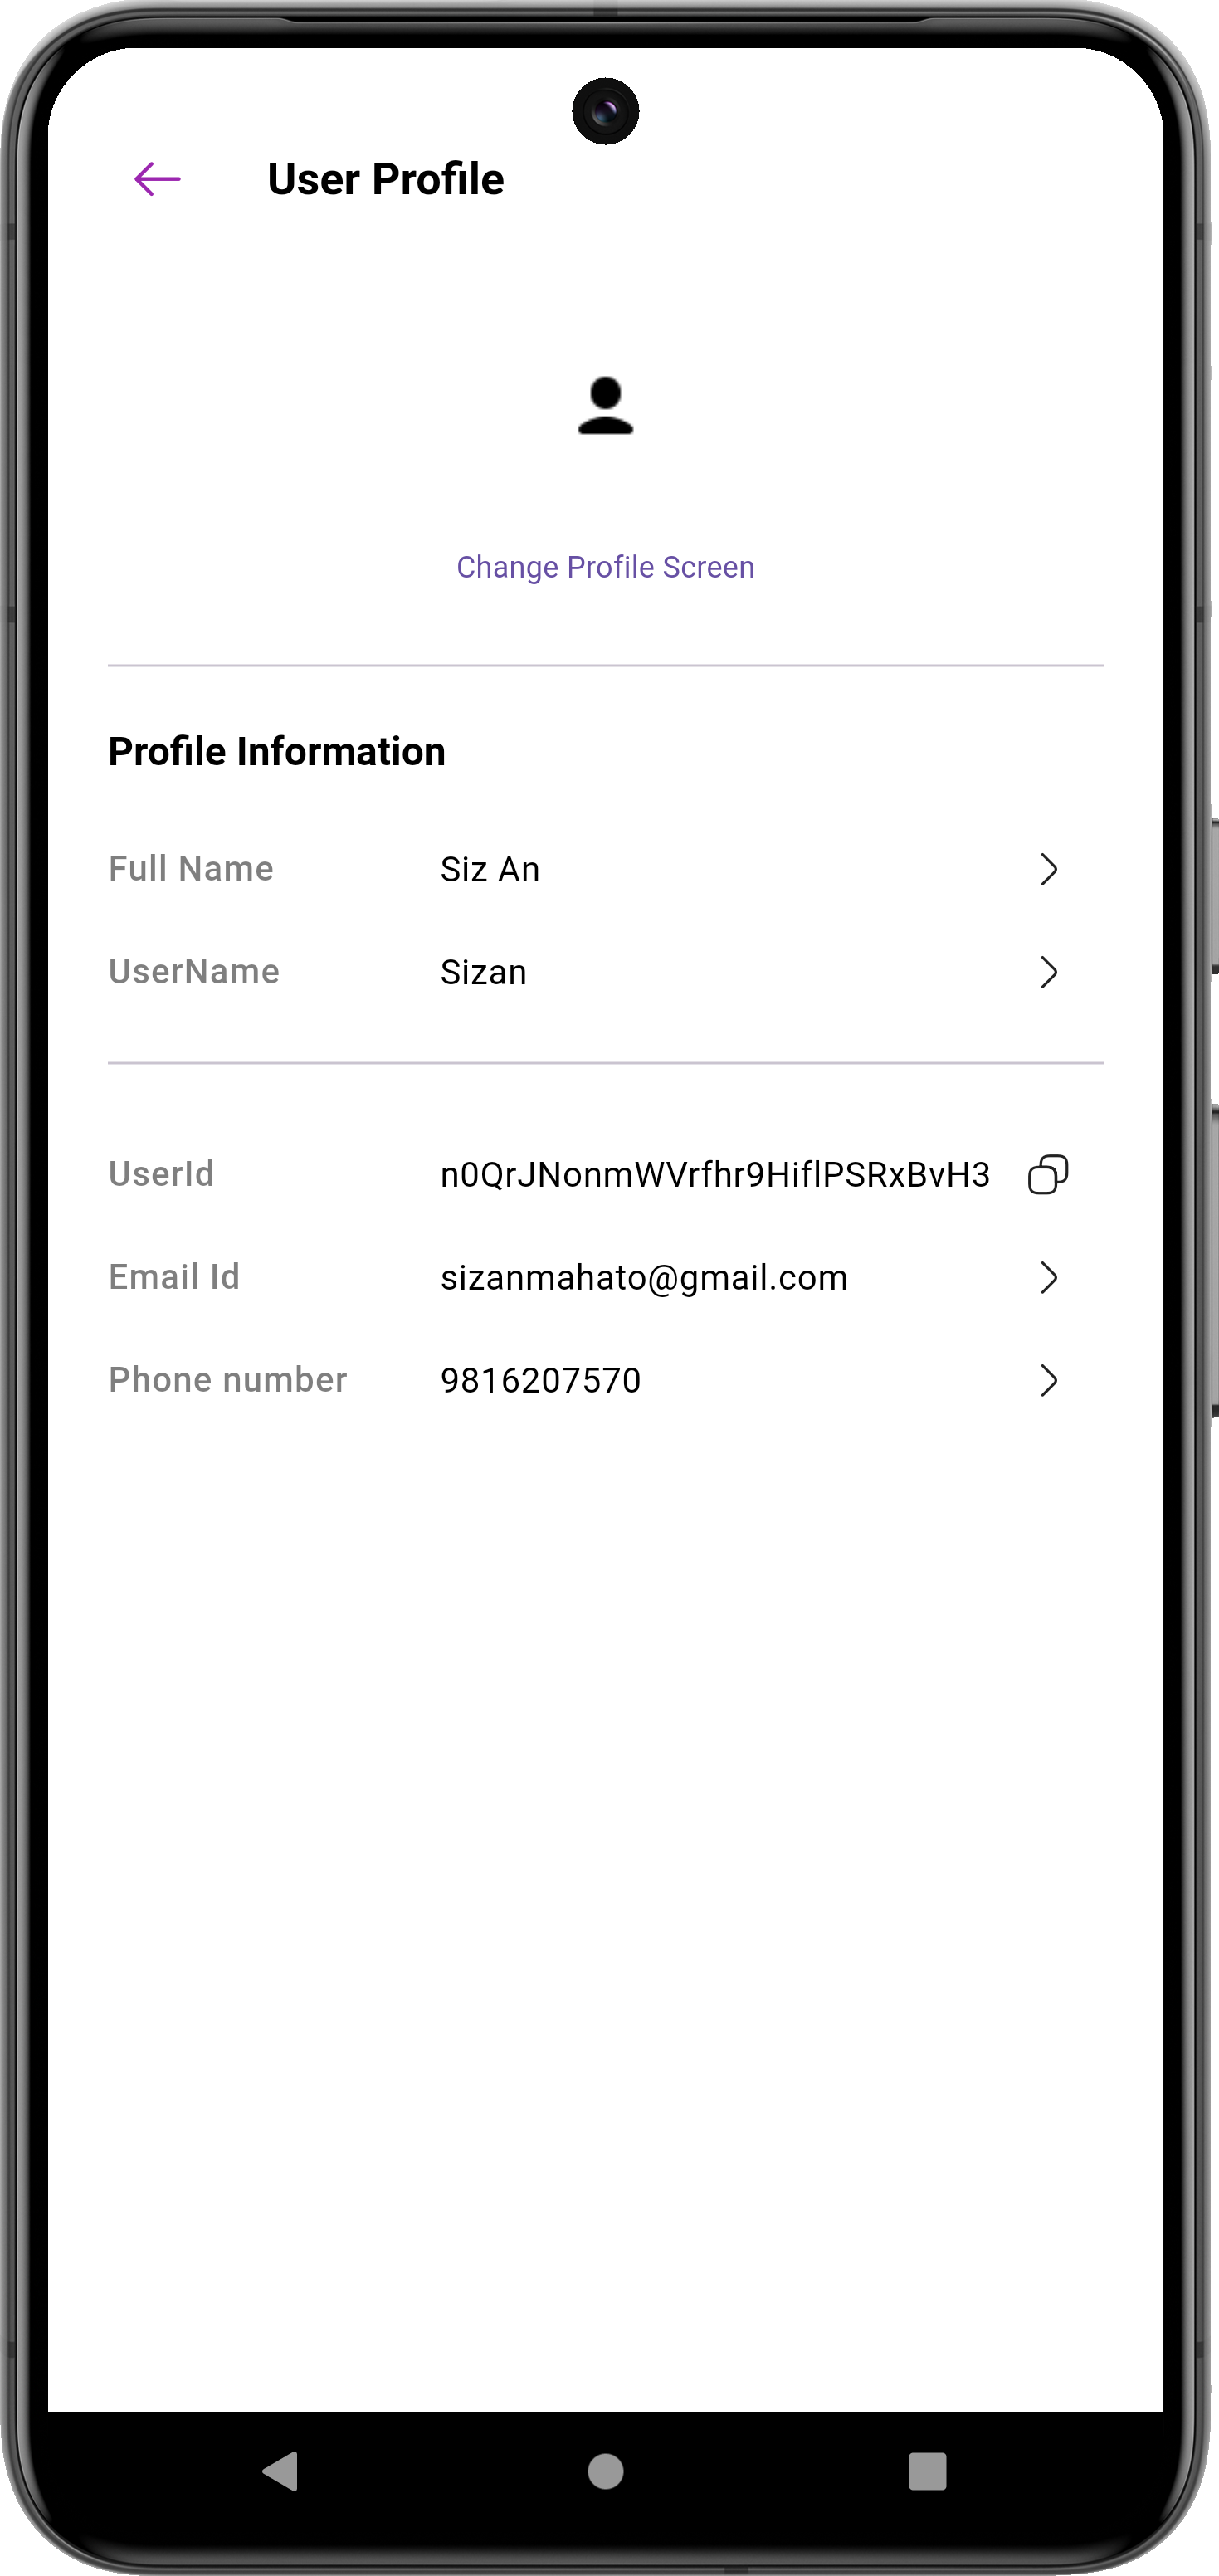 User Profile
Change Profile Screen
Profile Information
Full Name Siz An
UserName Sizan
UserId n0QrJNonmWVrfhr9HiflPSRxBvH3
Email Id sizanmahato@gmail.com
Phone number 9816207570